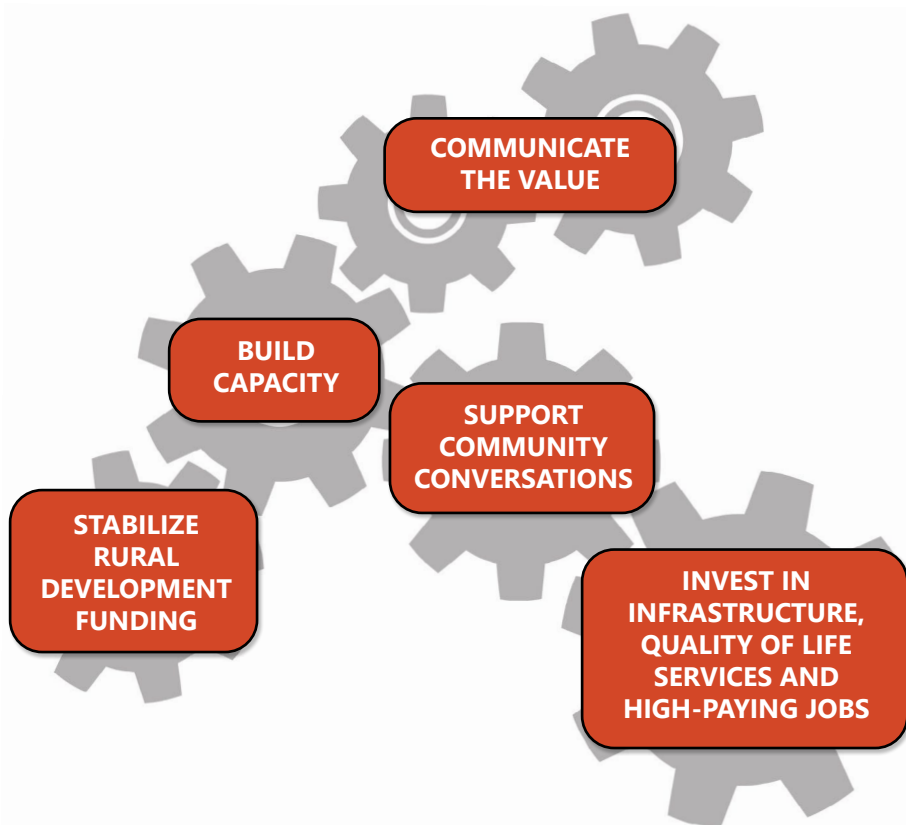 COMMUNICATE
THE VALUE
BUILD
CAPACITY
SUPPORT
COMMUNITY
CONVERSATIONS
STABILIZE
RURAL
DEVELOPMENT
FUNDING
INVEST IN
INFRASTRUCTURE,
QUALITY OF LIFE
SERVICES AND
HIGH-PAYING JOBS